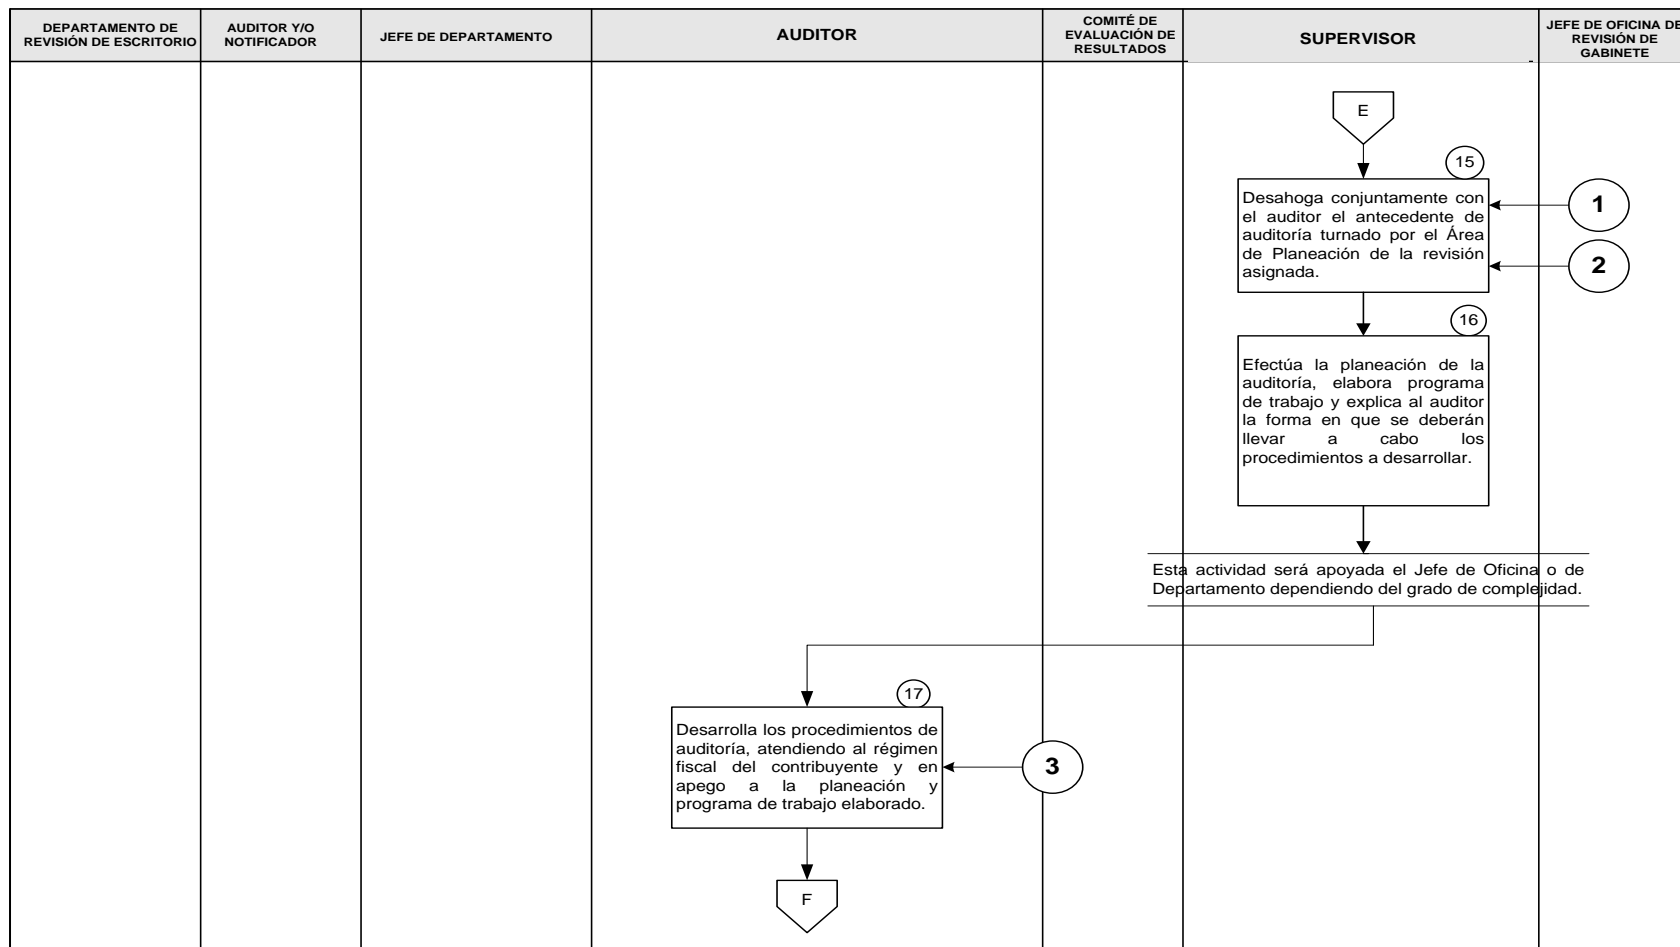 DEPARTAMENTO DE
REVISIÓN DE ESCRITORIO
AUDITOR Y/O
NOTIFICADOR
JEFE DE DEPARTAMENTO
AUDITOR
COMITÉ DE
EVALUACIÓN DE
RESULTADOS
SUPERVISOR
JEFE DE OFICINA DE
REVISIÓN DE
GABINETE
E
15
Desahoga conjuntamente con
el auditor el antecedente de
auditoría turnado por el Área
de Planeación de la revisión
asignada.
1
2
16
Efectúa la planeación de la
auditoría, elabora programa
de trabajo y explica al auditor
la forma en que se deberán
llevar a cabo los
procedimientos a desarrollar.
Esta actividad será apoyada el Jefe de Oficina o de
Departamento dependiendo del grado de complejidad.
17
Desarrolla los procedimientos de
auditoría, atendiendo al régimen
fiscal del contribuyente y en
apego a la planeación y
programa de trabajo elaborado.
3
F